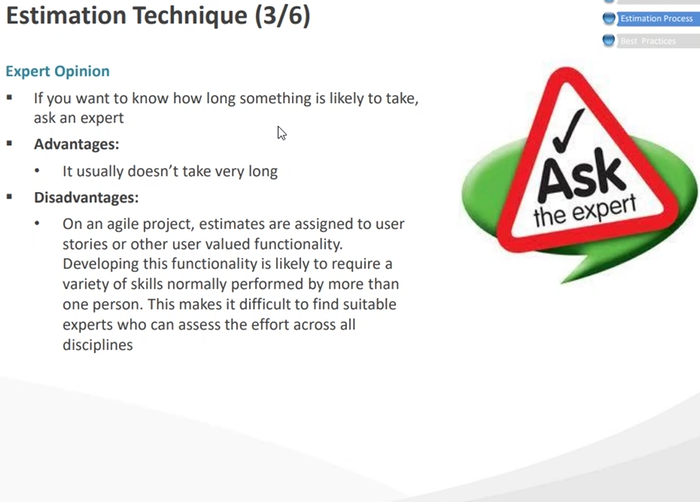 Estimation Technique (3/6)
Estimation Process
Best Practices
Expert Opinion
▪ If you want to know how long something is likely to take,
ask an expert
▪ Advantages:
• It usually doesn’t take very long
▪ Disadvantages:
• On an agile project, estimates are assigned to user
stories or other user valued functionality.
Developing this functionality is likely to require a
variety of skills normally performed by more than
one person. This makes it difficult to find suitable
experts who can assess the effort across all
disciplines
Ask
the expert